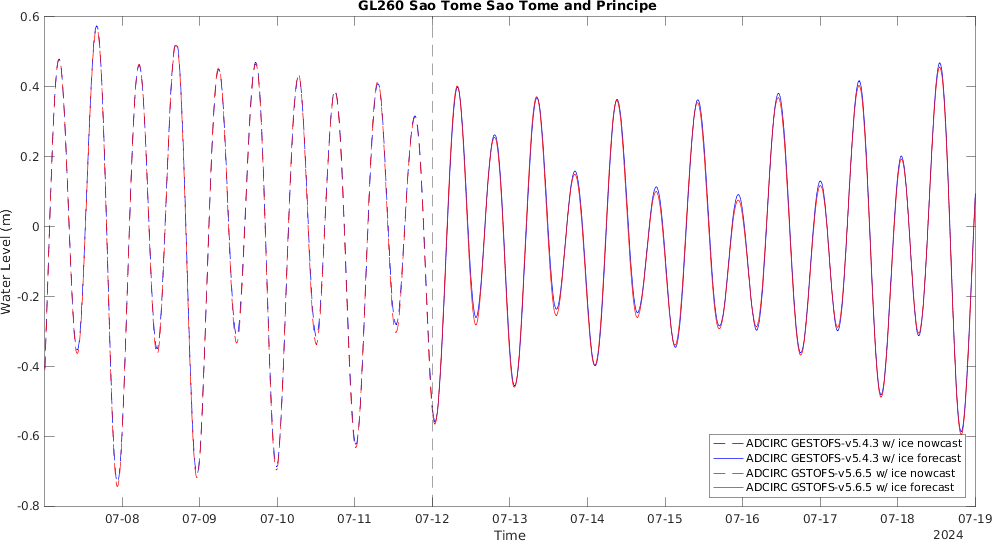 GL260 Sao Tome Sao Tome and Principe
Water Level (m)
0.6
0.4
0.2
0
-0.2
-0.4
-0.6
-0.8
07-08 07-09 07-10 07-11 07-12 07-13 07-14 07-15 07-16 07-17 07-18 07-19
Time
2024
ADCIRC GESTOFS-v5.4.3 w/ ice nowcast
ADCIRC GESTOFS-v5.4.3 w/ ice forecast
ADCIRC GSTOFS-v5.6.5 w/ ice nowcast
ADCIRC GSTOFS-v5.6.5 w/ ice forecast